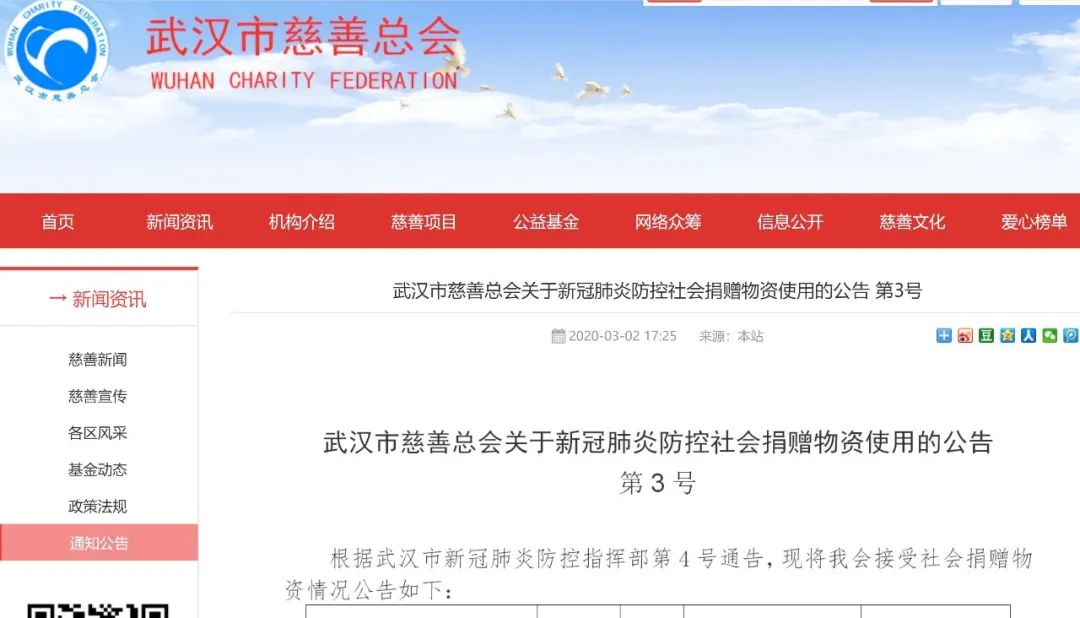 武汉市慈善总会
WUHAN CHARITY FEDERATION
WUHAN CHARITY FEDERATION
武汉市慈善总会
首页
新闻资讯
机构介绍
慈善项目
公益基金
网络众筹
信息公开
慈善文化
爱心榜单
→ 新闻资讯
慈善新闻
慈善宣传
各区风采
基金动态
政策法规
通知公告
武汉市慈善总会关于新冠肺炎防控社会捐赠物资使用的公告 第3号
2020-03-02 17:25 来源：本站
豆
人
武汉市慈善总会关于新冠肺炎防控社会捐赠物资使用的公告
第 3 号
根据武汉市新冠肺炎防控指挥部第 4 号通告，现将我会接受社会捐赠物
资情况公告如下：